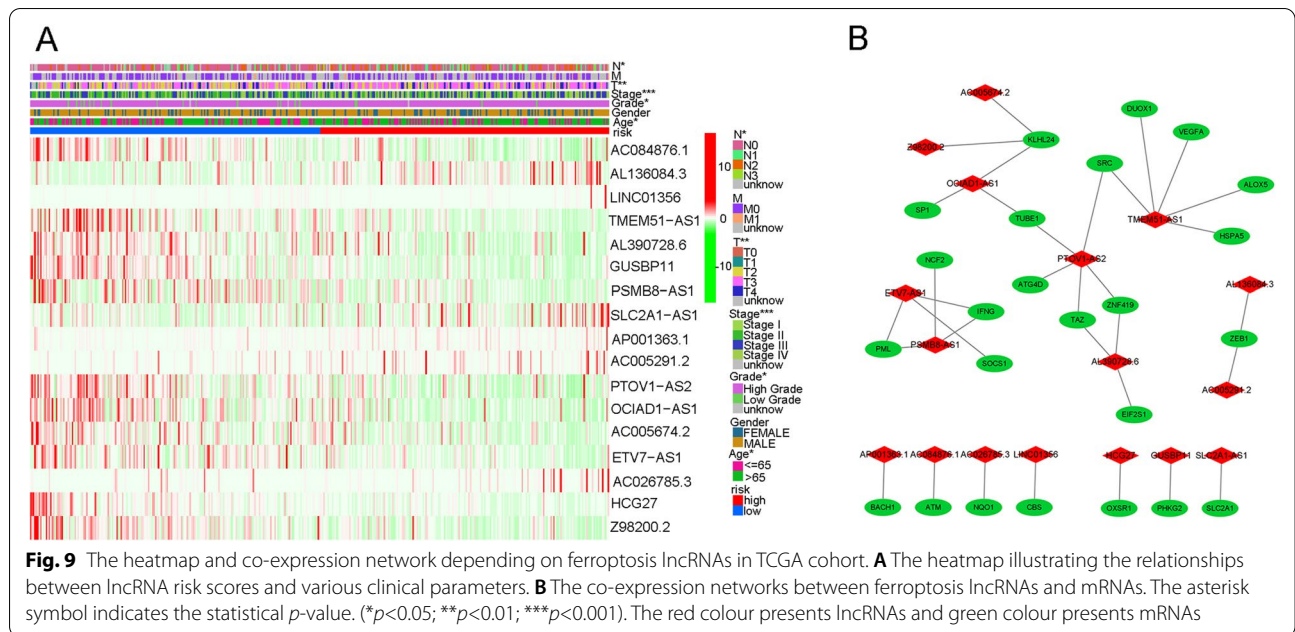 A
N*
M
T**
Stage***
Grade*
Gender
Age*
risk
AC084876.1
AL136084.3
LINC01356
TMEM51−AS1
AL390728.6
GUSBP11
PSMB8−AS1
SLC2A1−AS1
AP001363.1
AC005291.2
PTOV1−AS2
OCIAD1−AS1
AC005674.2
ETV7−AS1
AC026785.3
HCG27
Z98200.2
10
0
-10
N*
N0
N1
N2
N3
unknow
M
M0
M1
unknow
T**
T0
T1
T2
T3
T4
unknow
Stage***
Stage I
Stage II
Stage III
Stage IV
unknow
Grade*
High Grade
Low Grade
unknow
Gender
FEMALE
MALE
Age*
<=65
>65
risk
high
low
B
AC005674.2
DUOX1
VEGFA
Z98200.2
KLHL24
SRC
OCIAD1-AS1
ALOX5
SP1
TUBE1
TMEM51-AS1
HSPA5
NCF2
PTOV1-AS2
ETV7-AS1
ATG4D
AL136084.3
IFNG
ZNF419
TAZ
PML
PSMB8-AS1
ZEB1
SOCS1
AL390728.6
AC005291.2
EIF2S1
AP001363.1 AC084876.1 AC026785.3 LINC01356 HCG27 GUSBP11 SLC2A1-AS1
BACH1 ATM NQO1 CBS OXSR1 PHKG2 SLC2A1
Fig. 9 The heatmap and co-expression network depending on ferroptosis lncRNAs in TCGA cohort. A The heatmap illustrating the relationships
between lncRNA risk scores and various clinical parameters. B The co-expression networks between ferroptosis lncRNAs and mRNAs. The asterisk
symbol indicates the statistical p-value. (*p<0.05; **p<0.01; ***p<0.001). The red colour presents lncRNAs and green colour presents mRNAs